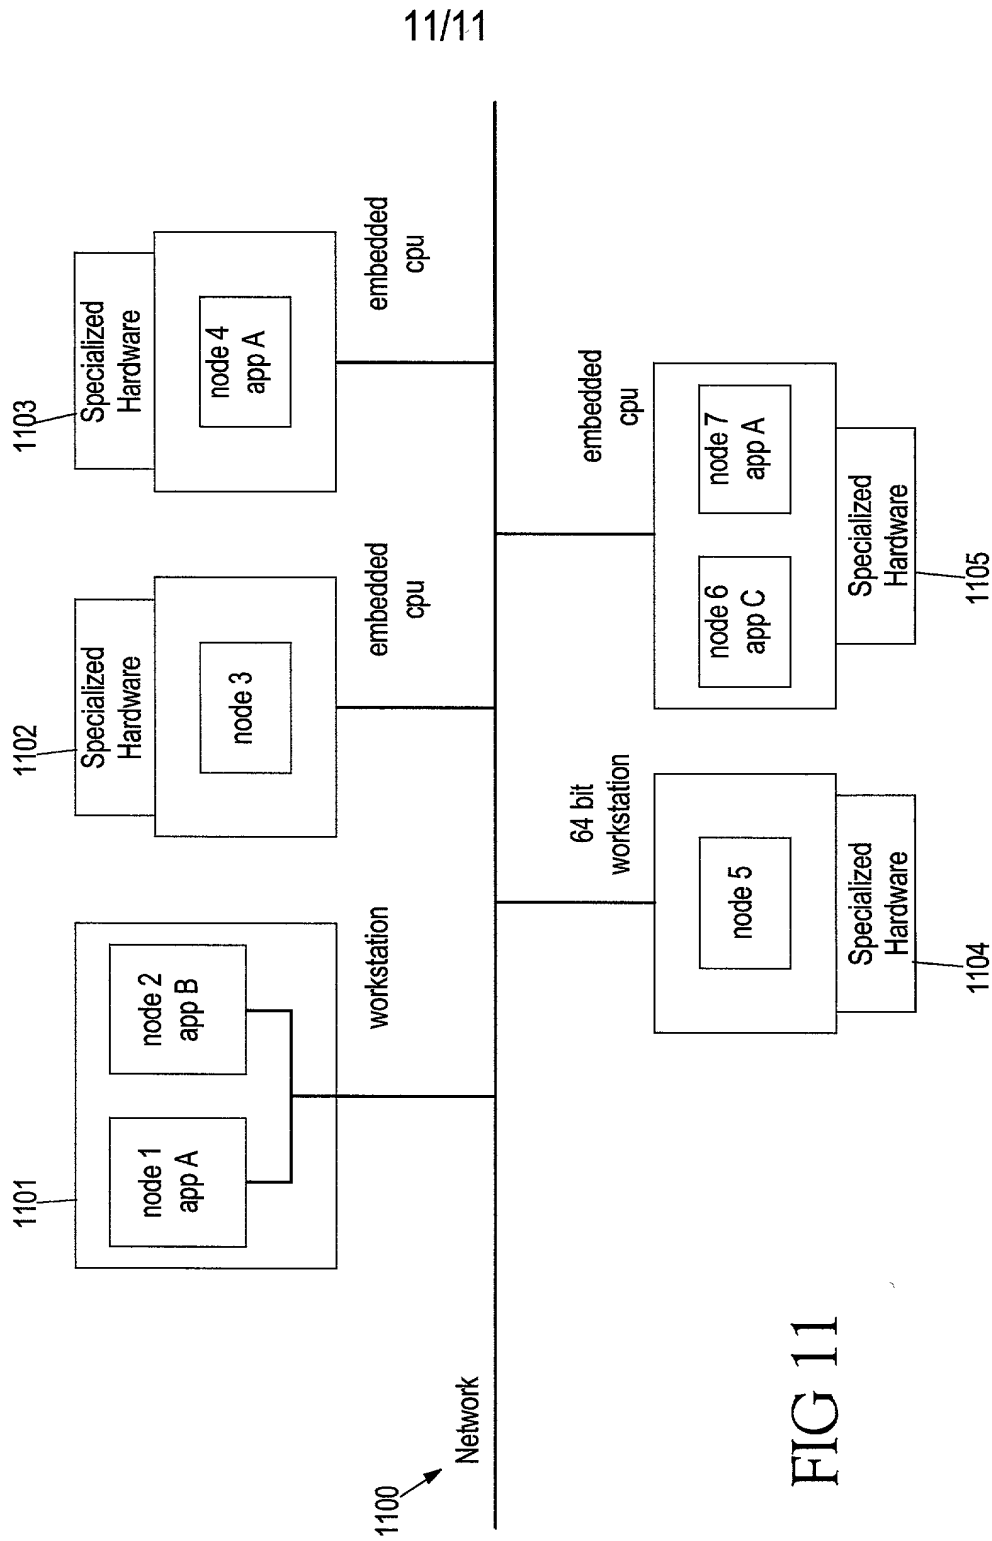 11/11
1101
node 1
app A
node 2
app B
workstation
1102
Specialized
Hardware
node 3
embedded
cpu
1103
Specialized
Hardware
node 4
app A
embedded
cpu
1100
Network
64 bit
workstation
node 5
Specialized
Hardware
1104
embedded
cpu
node 6
app C
node 7
app A
Specialized
Hardware
1105
FIG 11